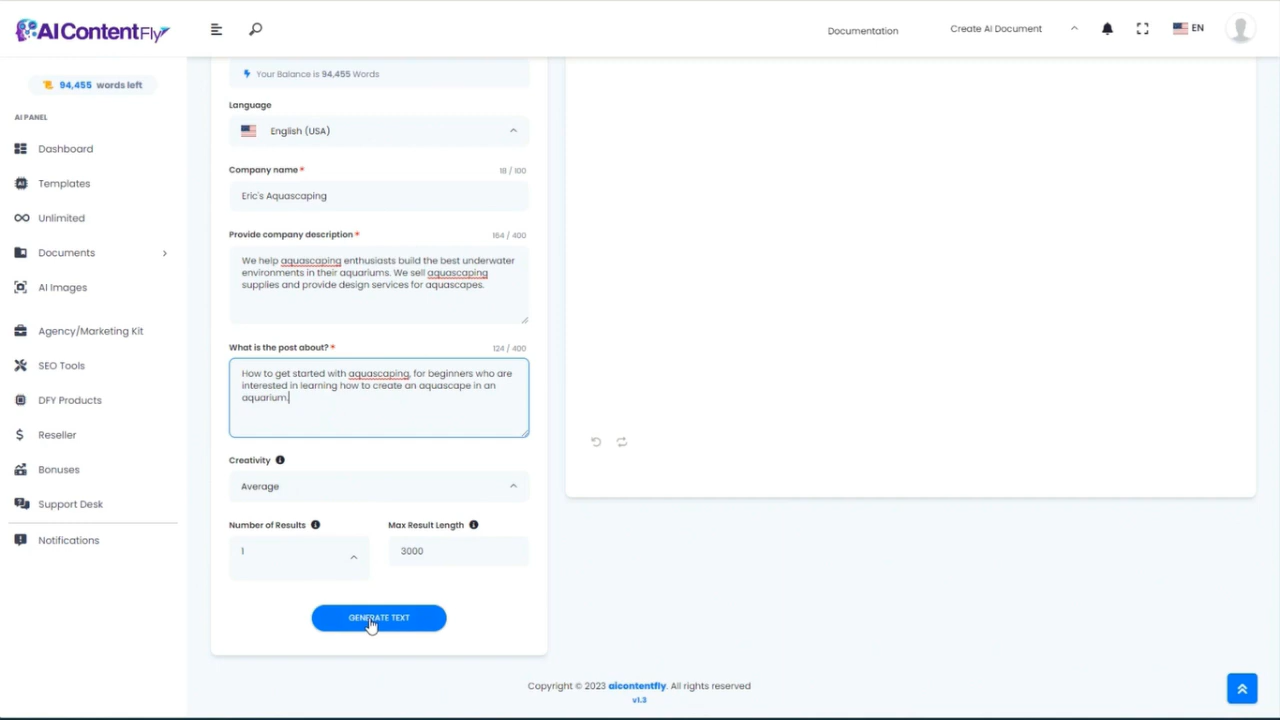 AI ContentFly
Documentation
Create AI Document
EN
94,455 words left
AI PANEL
Dashboard
Templates
Unlimited
Documents
AI Images
Agency/Marketing Kit
SEO Tools
DFY Products
Reseller
Bonuses
Support Desk
Notifications
Your Balance is 94,455 Words
Language
English (USA)
Company name * 18 / 100
Eric's Aquascaping
Provide company description * 164 / 400
We help aquascaping enthusiasts build the best underwater
environments in their aquariums. We sell aquascaping
supplies and provide design services for aquascapes.
What is the post about? * 124 / 400
How to get started with aquascaping, for beginners who are
interested in learning how to create an aquascape in an
aquarium.
Creativity
Average
Number of Results Max Result Length
1 3000
GENERATE TEXT
Copyright © 2023 aicontentfly. All rights reserved
v1.3